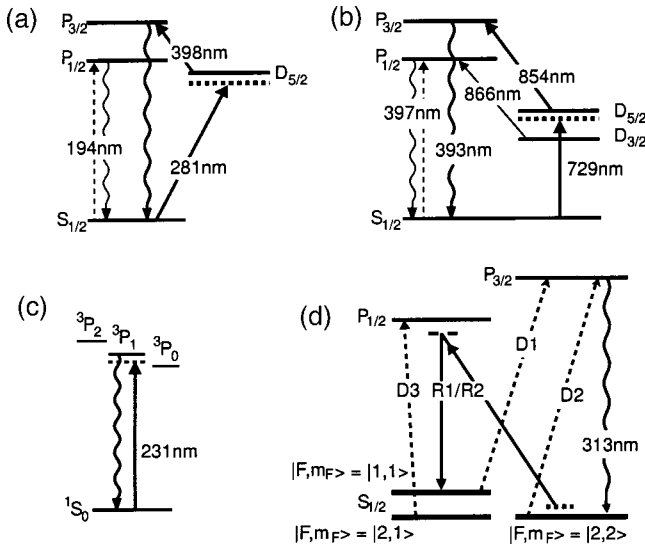 (a)
P3/2
398nm
P1/2
D5/2
194nm
281nm
S1/2
(b)
P3/2
P1/2
854nm
866nm
397nm
D5/2
D3/2
393nm
729nm
S1/2
(c)
3P2
3P1
3P0
231nm
1S0
(d)
P3/2
P1/2
D1
D3
R1/R2
D2
313nm
|F,mF> = |1,1>
S1/2
|F,mF> = |2,1>
|F,mF> = |2,2>